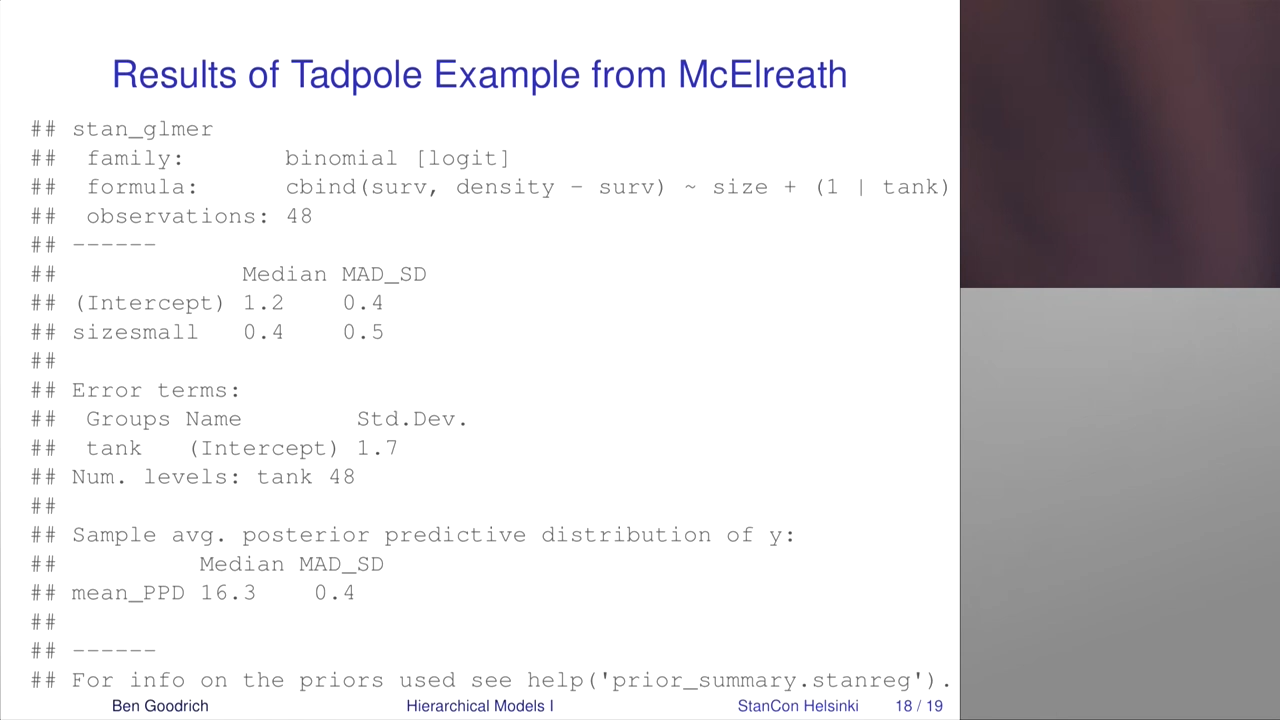 Results of Tadpole Example from McElreath
## stan_glmer
## family: binomial [logit]
## formula: cbind(surv, density - surv) ~ size + (1 | tank)
## observations: 48
## ------
## Median MAD_SD
## (Intercept) 1.2 0.4
## sizesmall 0.4 0.5
##
## Error terms:
## Groups Name Std.Dev.
## tank (Intercept) 1.7
## Num. levels: tank 48
##
## Sample avg. posterior predictive distribution of y:
## Median MAD_SD
## mean_PPD 16.3 0.4
##
## ------
## For info on the priors used see help('prior_summary.stanreg').
Ben Goodrich Hierarchical Models I StanCon Helsinki 18 / 19